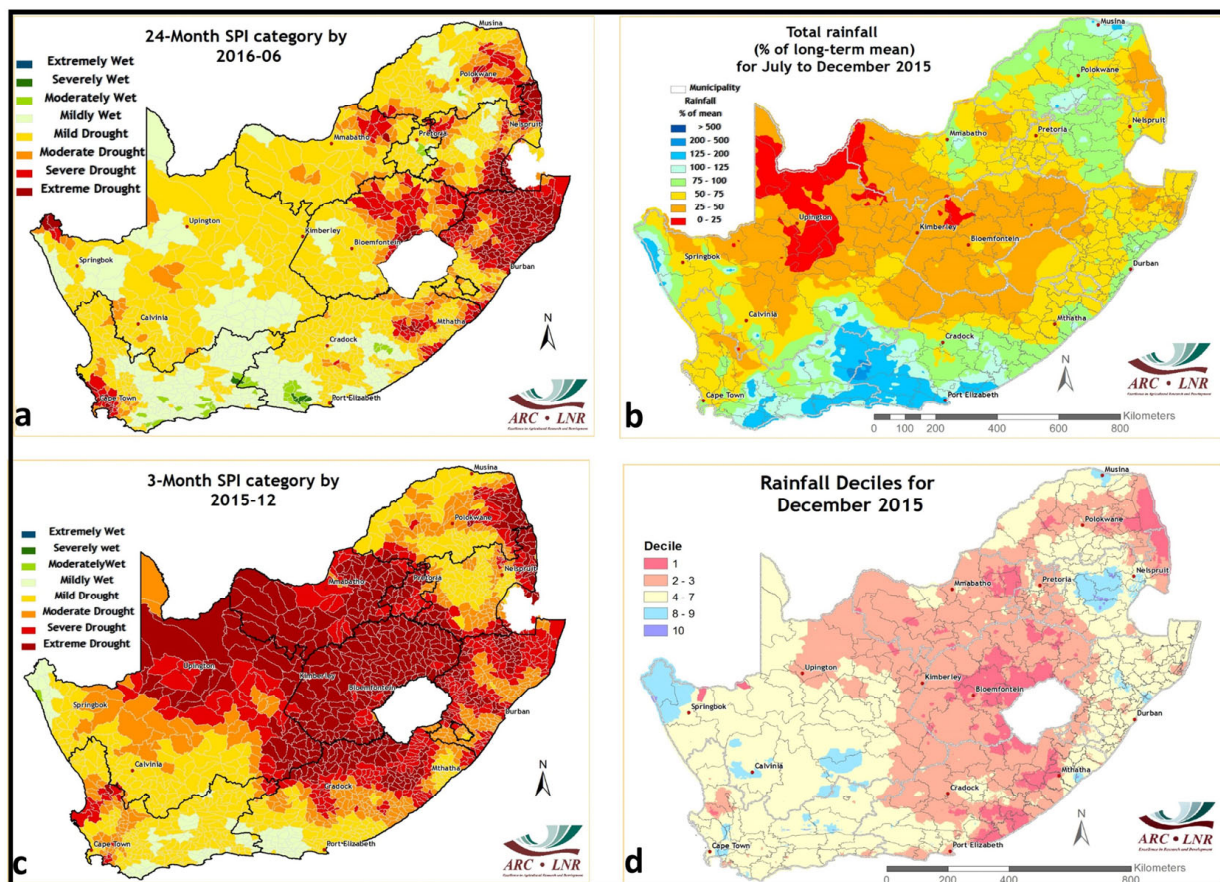 24-Month SPI category by
2016-06
Extremely Wet
Severely Wet
Moderately Wet
Mildly Wet
Mild Drought
Moderate Drought
Severe Drought
Extreme Drought
Musina
Polokwane
Nelspruit
Mmabatho
Pretoria
Upington
Kimberley
Bloemfontein
Springbok
Durban
Calvinia
Mthatha
Cradock
Cape Town
Port Elizabeth
N
ARC • LNR
a
Total rainfall
(% of long-term mean)
for July to December 2015
Municipality
Rainfall
% of mean
> 500
200 - 500
125 - 200
100 - 125
75 - 100
50 - 75
25 - 50
0 - 25
Musina
Polokwane
Nelspruit
Mmabatho
Pretoria
Upington
Kimberley
Bloemfontein
Springbok
Durban
Calvinia
Mthatha
Cradock
Cape Town
Port Elizabeth
N
ARC • LNR
Kilometers
0 100 200 400 600 800
b
3-Month SPI category by
2015-12
Extremely Wet
Severely wet
ModeratelyWet
Mildly Wet
Mild Drought
Moderate Drought
Severe Drought
Extreme Drought
Musina
Polokwane
Nelspruit
Mmabatho
Pretoria
Upington
Kimberley
Bloemfontein
Springbok
Durban
Calvinia
Mthatha
Cradock
Cape Town
Port Elizabeth
N
ARC • LNR
c
Rainfall Deciles for
December 2015
Decile
1
2 - 3
4 - 7
8 - 9
10
Musina
Polokwane
Nelspruit
Mmabatho
Pretoria
Upington
Kimberley
Bloemfontein
Springbok
Durban
Calvinia
Mthatha
Cradock
Cape Town
Port Elizabeth
N
ARC • LNR
Kilometers
0 200 400 800
d